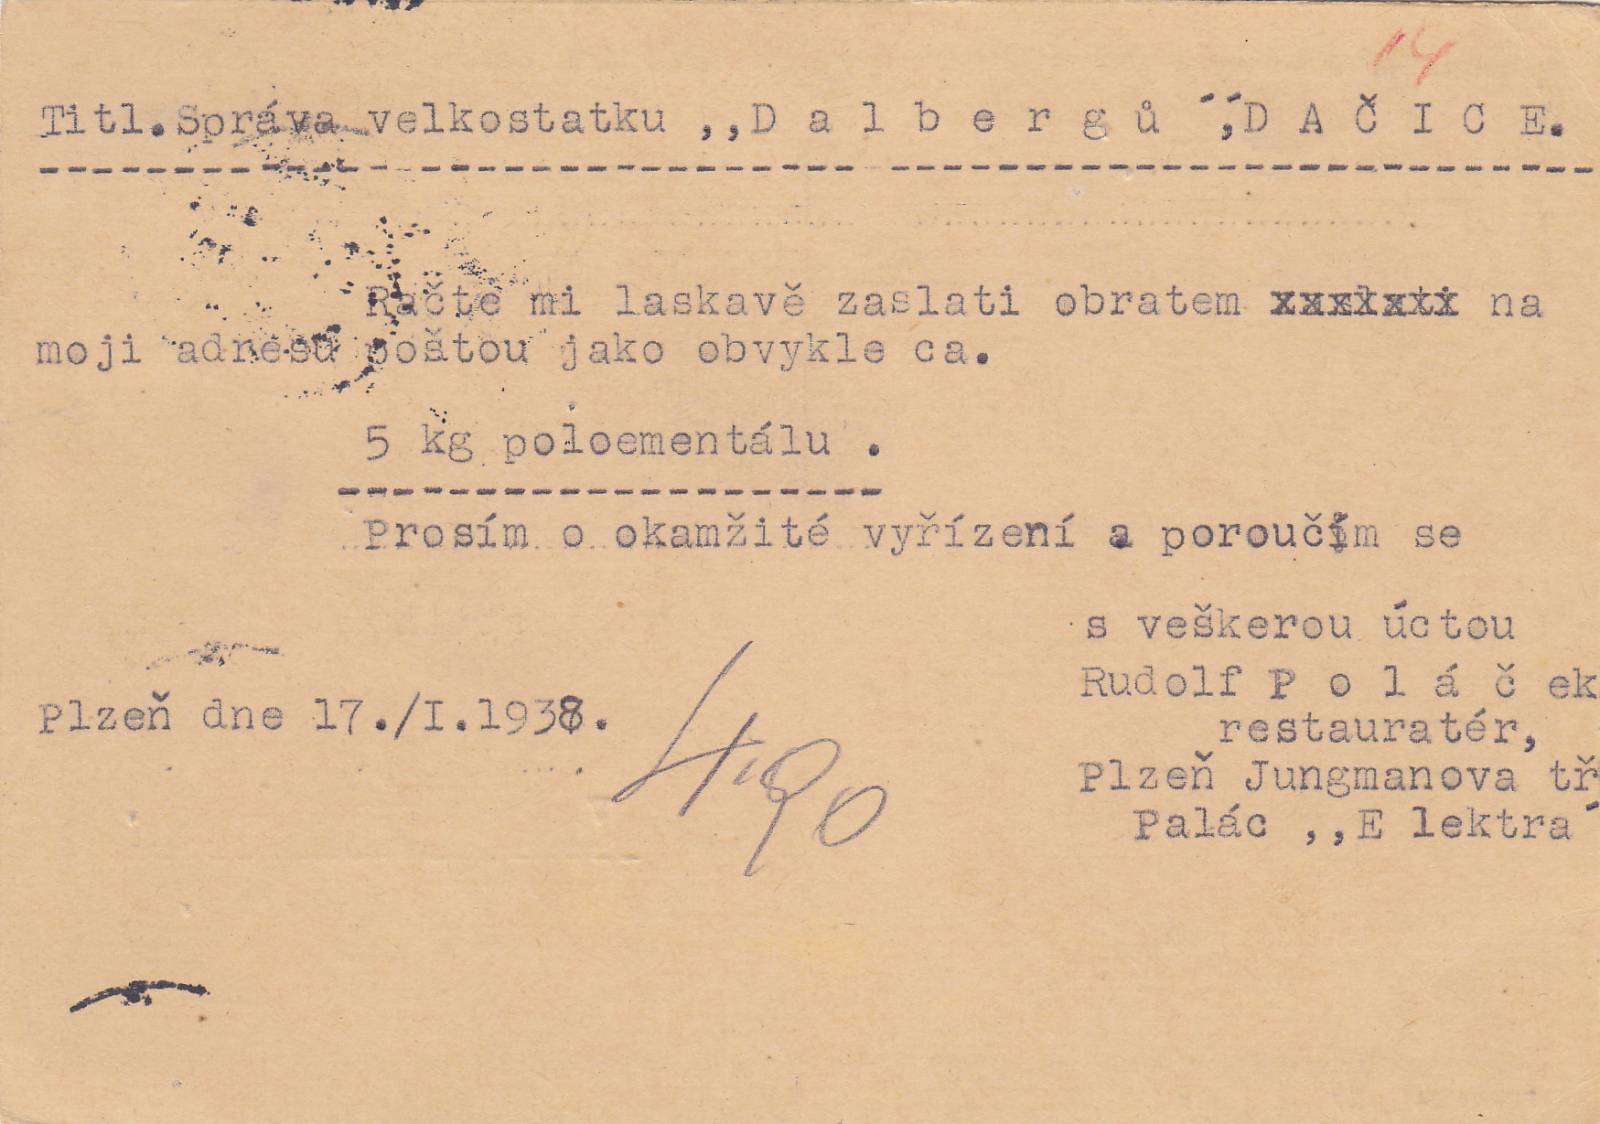 14
Titl.Správa velkostatku ,,D a l b e r g ů ´´,D A Č I C E.
Račte mi laskavě zaslati obratem xxxlxtx na
moji adresu poštou jako obvykle ca.
5 kg poloementálu .
Prosím o okamžité vyřízení a poroučím se
s veškerou úctou
Rudolf P o l á č ek
restauratér,
Plzeň dne 17./I.1938.
Plzeň Jungmanova tř
Palác ,,E lektra´